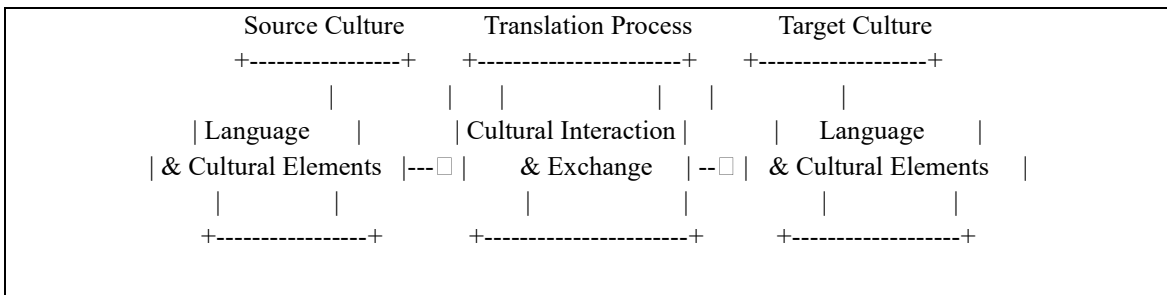 Source Culture Translation Process Target Culture
+-----------------+ +-----------------------+ +-------------------+
| | | | | |
| Language | | Cultural Interaction | | Language |
| & Cultural Elements |---□ | & Exchange | --□ | & Cultural Elements |
| | | | | |
+-----------------+ +-----------------------+ +-------------------+